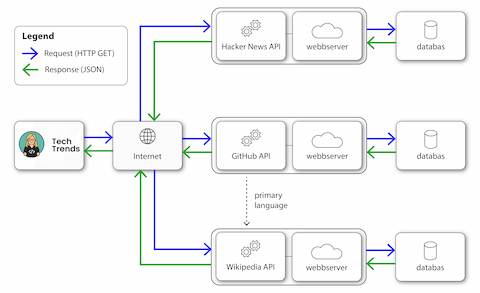 Legend
Request (HTTP GET)
Response (JSON)
Hacker News API
webbserver
databas
Tech
Trends
Internet
GitHub API
webbserver
databas
primary
language
Wikipedia API
webbserver
databas